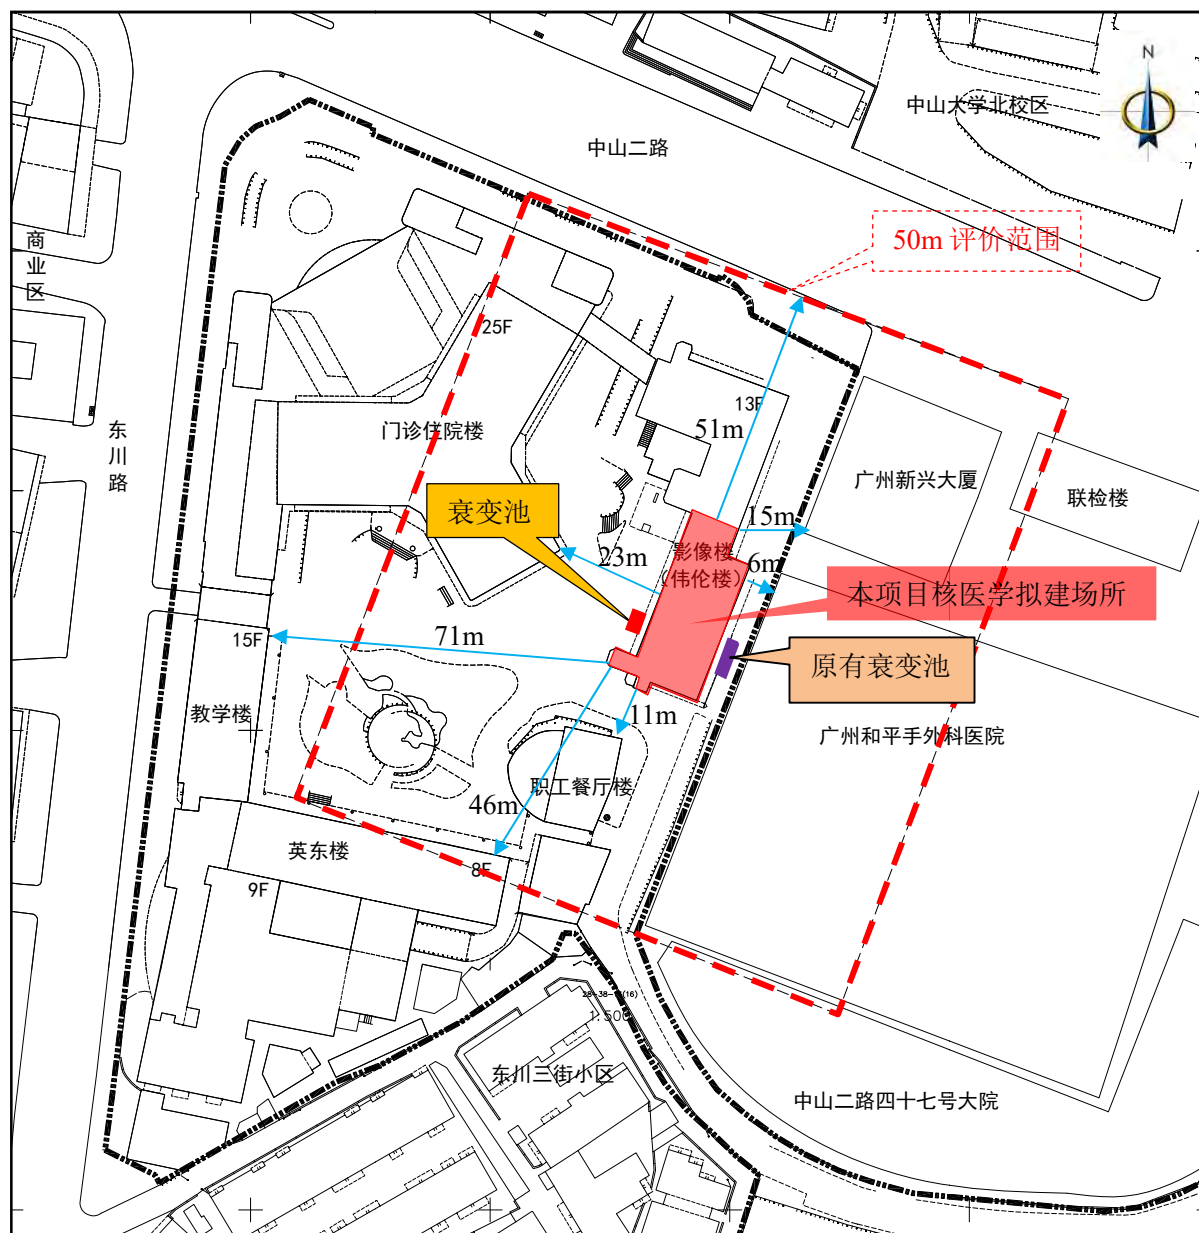 N
中山大学北校区
中山二路
50m 评价范围
商
业
区
25F
13F
51m
东
川
路
门诊住院楼
广州新兴大厦
联检楼
衰变池
15m
23m
影像楼
（伟伦楼）
6m
本项目核医学拟建场所
15F
71m
原有衰变池
教学楼
11m
广州和平手外科医院
职工餐厅楼
46m
英东楼
8F
9F
1:500
东川三街小区
中山二路四十七号大院